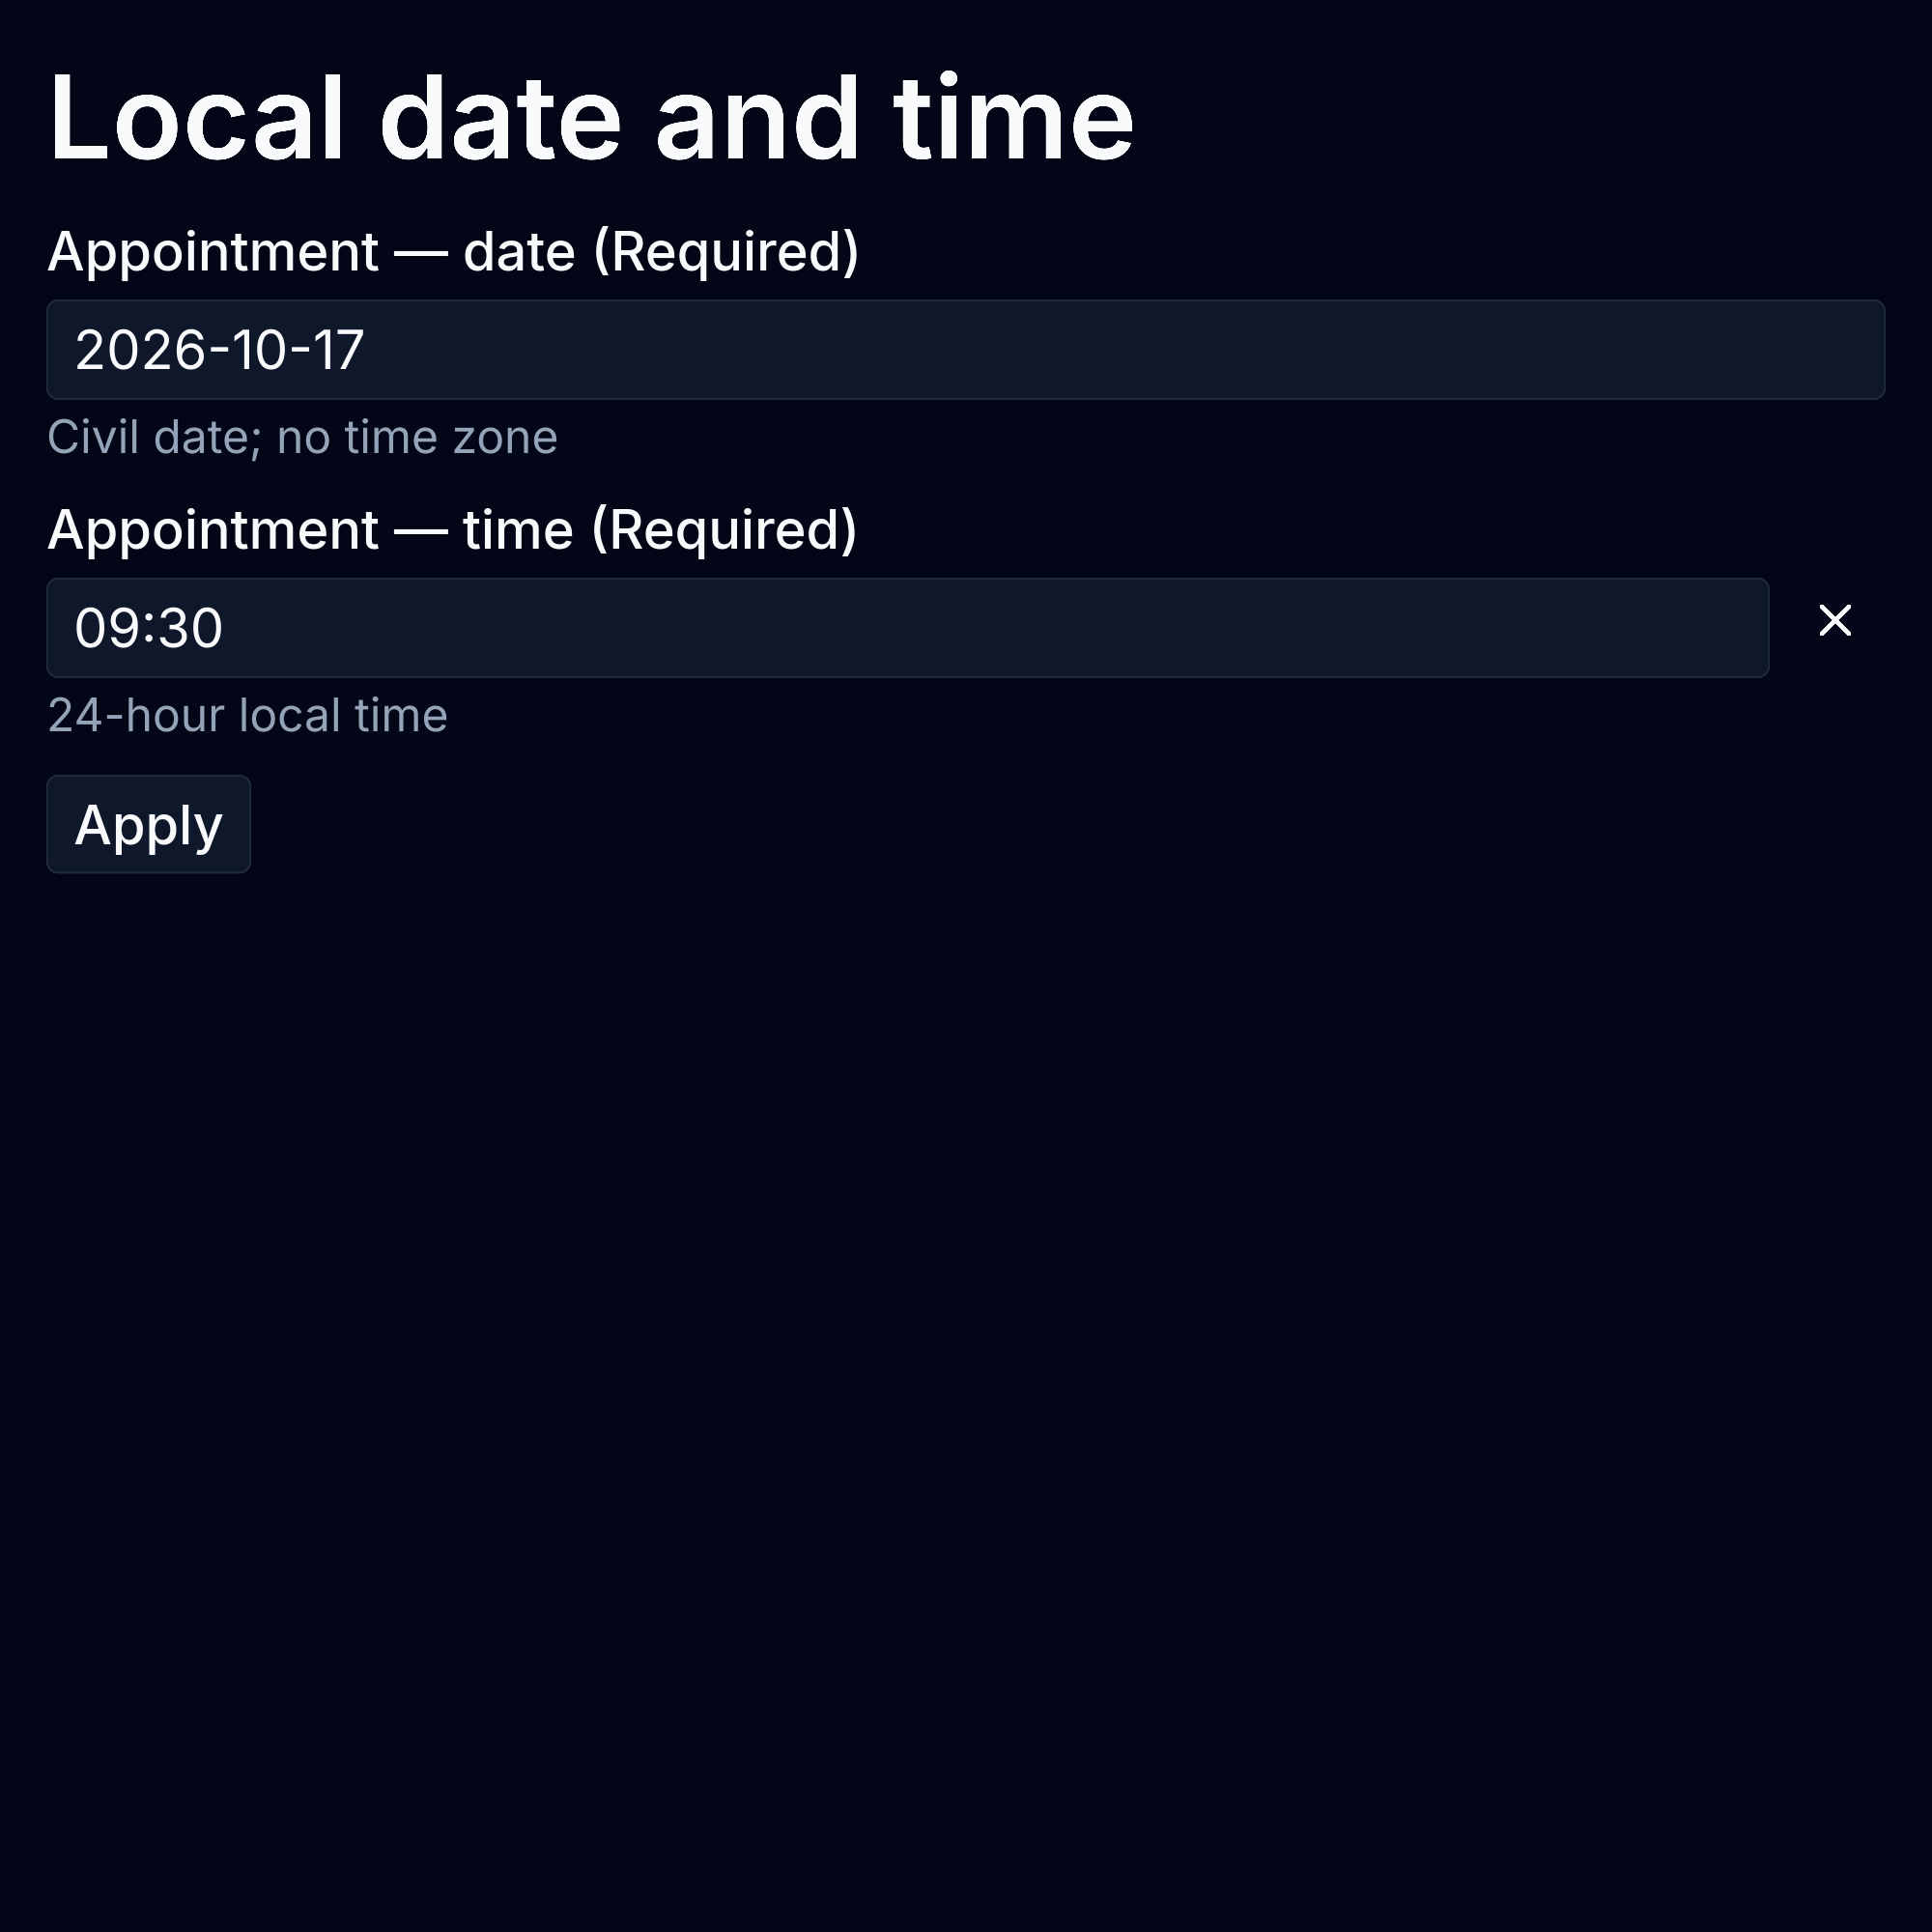 Local date and time
Appointment — date (Required)
2026-10-17
Civil date; no time zone
Appointment — time (Required)
09:30
24-hour local time
Apply